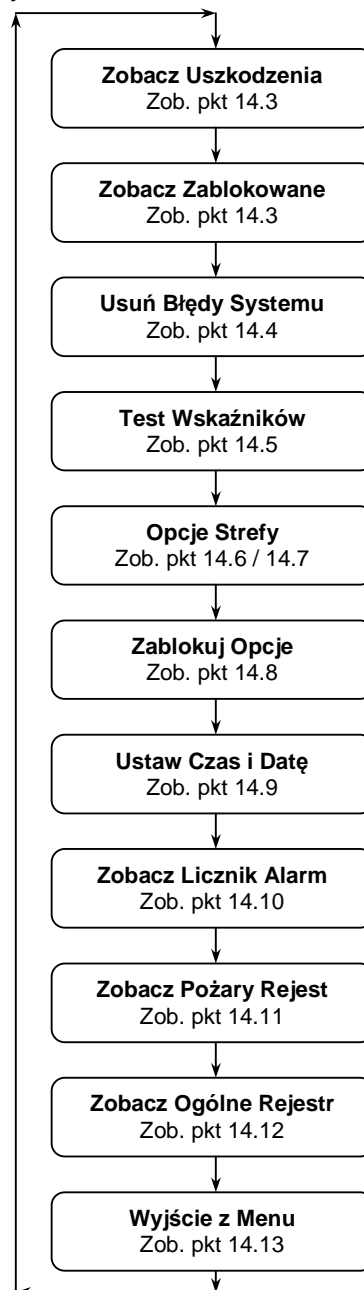 Zobacz Uszkodzenia
Zob. pkt 14.3
Zobacz Zablokowane
Zob. pkt 14.3
Usuń Błędy Systemu
Zob. pkt 14.4
Test Wskaźników
Zob. pkt 14.5
Opcje Strefy
Zob. pkt 14.6 / 14.7
Zablokuj Opcje
Zob. pkt 14.8
Ustaw Czas i Datę
Zob. pkt 14.9
Zobacz Licznik Alarm
Zob. pkt 14.10
Zobacz Pożary Rejest
Zob. pkt 14.11
Zobacz Ogólne Rejestr
Zob. pkt 14.12
Wyjście z Menu
Zob. pkt 14.13